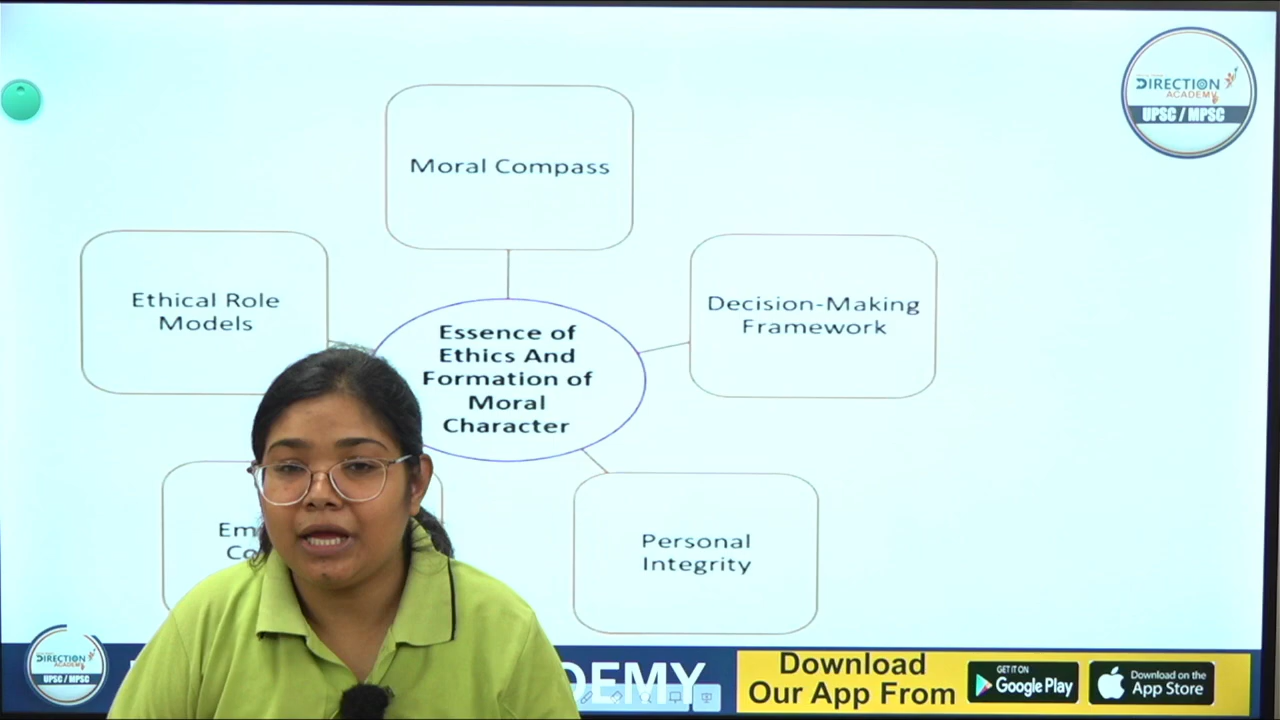 DIRECTION
ACADEMY
UPSC / MPSC
Moral Compass
Ethical Role
Models
Decision-Making
Framework
Essence of
Ethics And
Formation of
Moral
Character
Personal
Integrity
DIRECTION
ACADEMY
UPSC / MPSC
Download
Our App From
GET IT ON
Google Play
Download on the
App Store